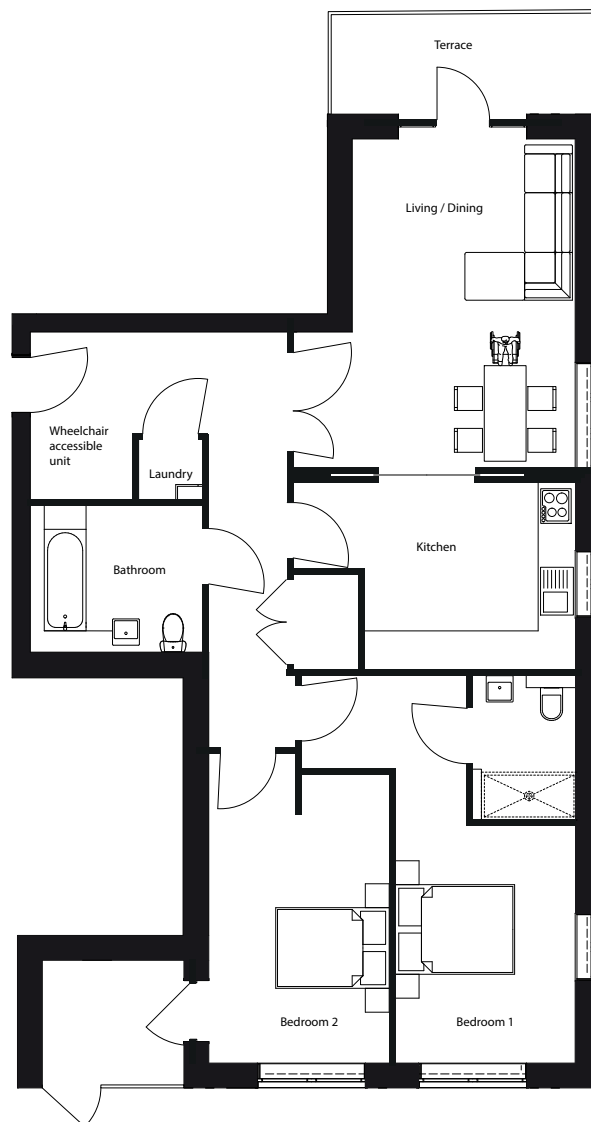 Terrace
Living / Dining
Wheelchair
accessible
unit
Laundry
Kitchen
Bathroom
Bedroom 2
Bedroom 1